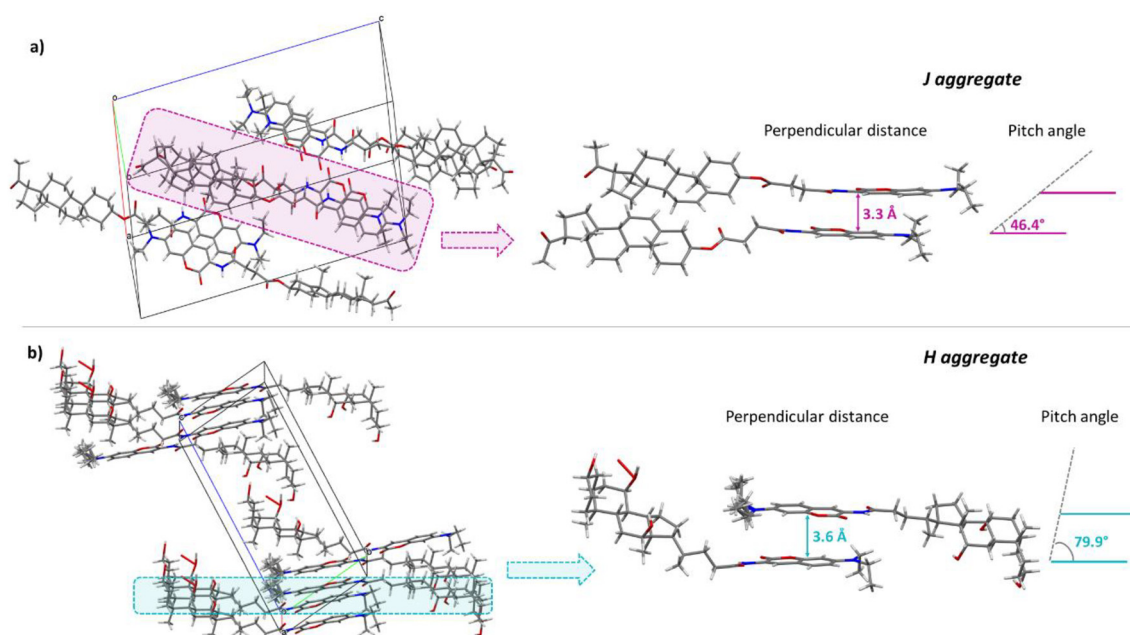 a)
c
o
a
J aggregate
Perpendicular distance
Pitch angle
3.3 Å
46.4°
b)
H aggregate
Perpendicular distance
Pitch angle
3.6 Å
79.9°